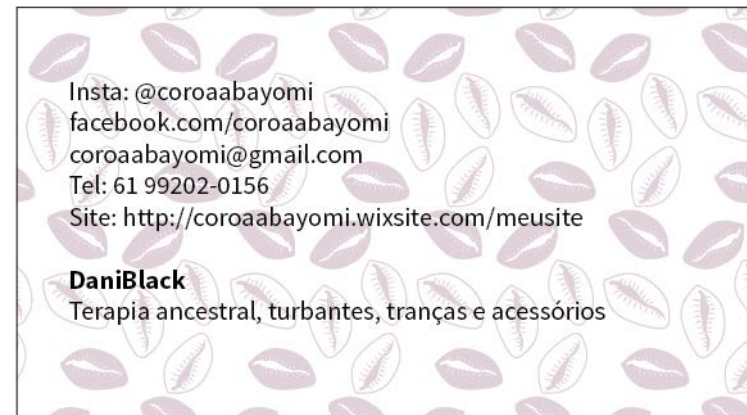 Insta: @coroaabayomi
facebook.com/coroaabayomi
coroaabayomi@gmail.com
Tel: 61 99202-0156
Site: http://coroaabayomi.wixsite.com/meusite
DaniBlack
Terapia ancestral, turbantes, tranças e acessórios